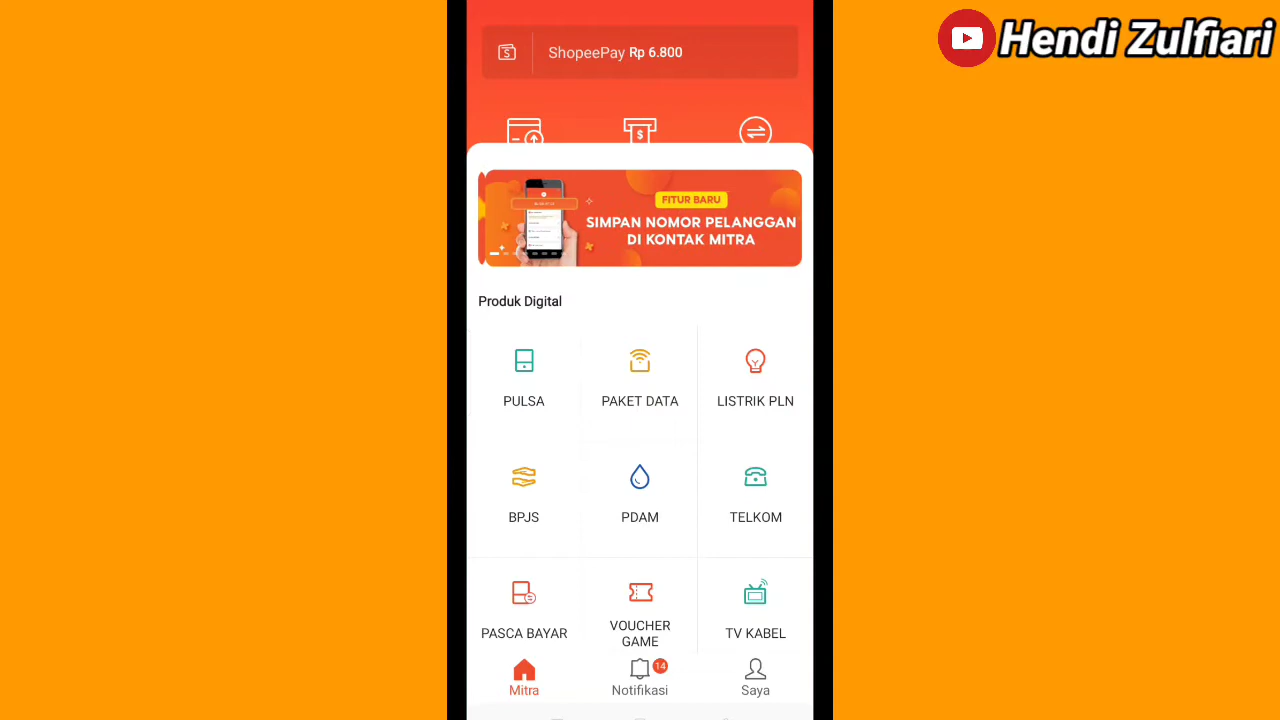 Hendi Zulfiari
ShopeePay Rp 6.800
FITUR BARU
SIMPAN NOMOR PELANGGAN
DI KONTAK MITRA
Produk Digital
PULSA
PAKET DATA
LISTRIK PLN
BPJS
PDAM
TELKOM
PASCA BAYAR
VOUCHER
GAME
TV KABEL
14
Mitra
Notifikasi
Saya